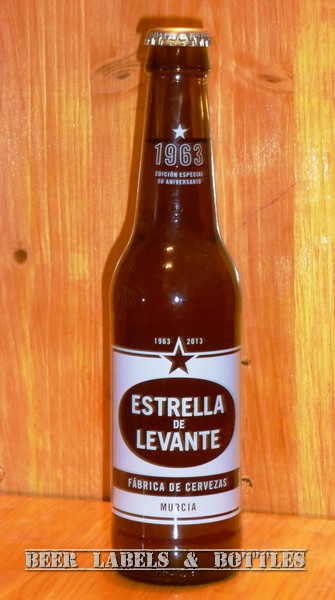 1963
EDICIÓN ESPECIAL
50 ANIVERSARIO
1963 2013
ESTRELLA
DE
LEVANTE
FÁBRICA DE CERVEZAS
MURCIA
BEER LABELS & BOTTLES